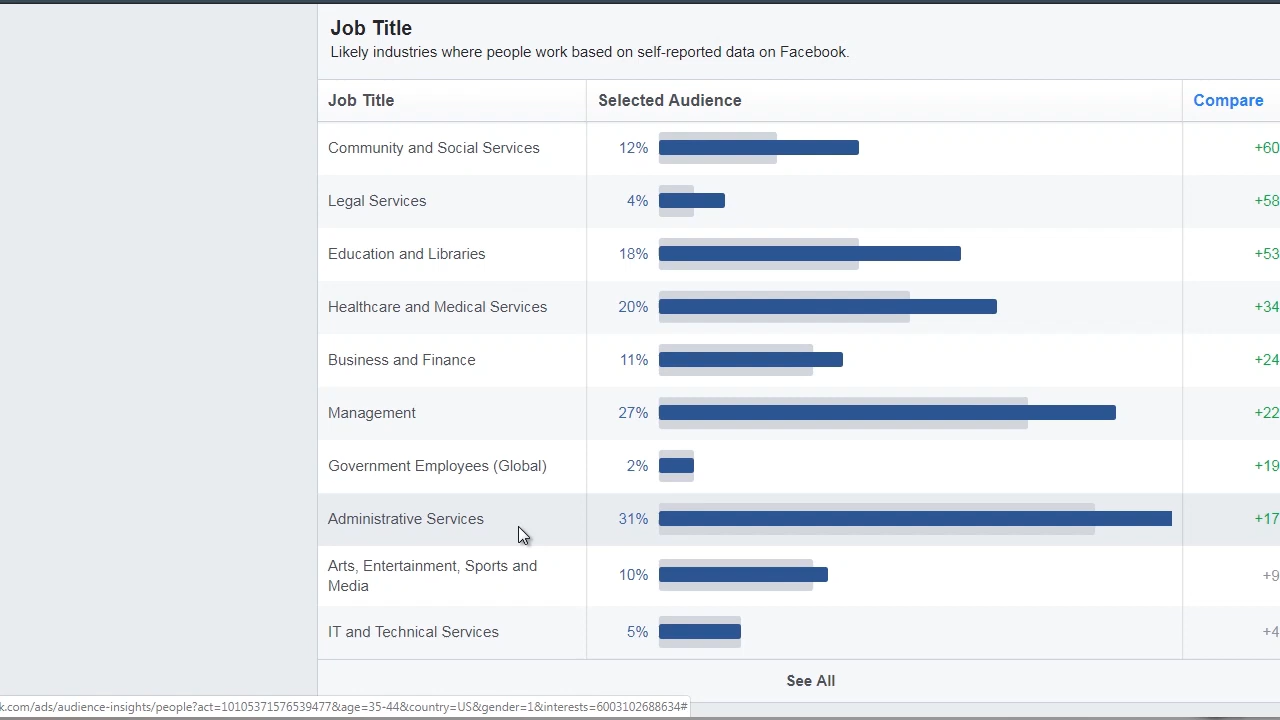 Job Title
Likely industries where people work based on self-reported data on Facebook.
Job Title Selected Audience Compare
Community and Social Services 12% +60
Legal Services 4% +58
Education and Libraries 18% +53
Healthcare and Medical Services 20% +34
Business and Finance 11% +24
Management 27% +22
Government Employees (Global) 2% +19
Administrative Services 31% +17
Arts, Entertainment, Sports and
Media 10% +9
IT and Technical Services 5% +4
See All
k.com/ads/audience-insights/people?act=10105371576539477&age=35-44&country=US&gender=1&interests=6003102688634#